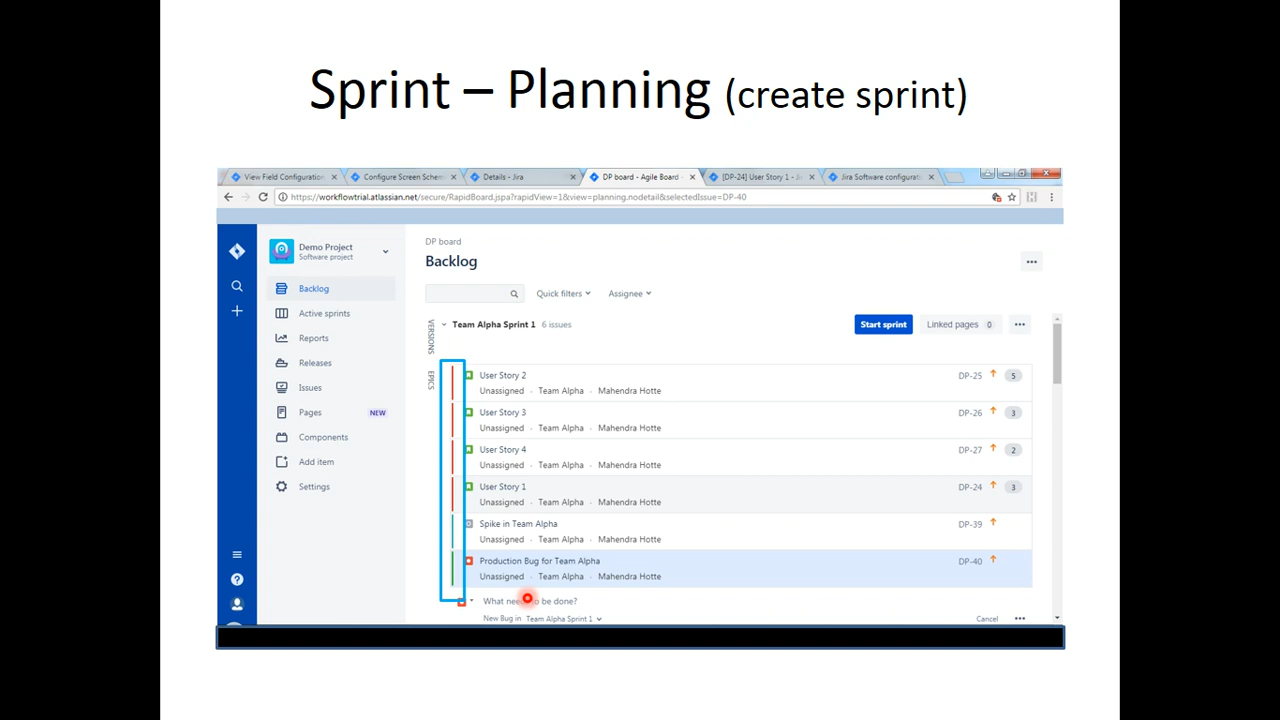 Sprint – Planning (create sprint)
View Field Configuration
Configure Screen Schem
Details - Jira
DP board - Agile Board -
[DP-24] User Story 1 - Ji
Jira Software configurati
https://workflowtrial.atlassian.net/secure/RapidBoard.jspa?rapidView=1&view=planning.nodetail&selectedIssue=DP-40
Demo Project
Software project
Backlog
Active sprints
Reports
Releases
Issues
Pages NEW
Components
Add item
Settings
DP board
Backlog
Quick filters Assignee
VERSIONS
EPICS
Team Alpha Sprint 1 6 issues Start sprint Linked pages 0
User Story 2 DP-25 5
Unassigned - Team Alpha - Mahendra Hotte
User Story 3 DP-26 3
Unassigned - Team Alpha - Mahendra Hotte
User Story 4 DP-27 2
Unassigned - Team Alpha - Mahendra Hotte
User Story 1 DP-24 3
Unassigned - Team Alpha - Mahendra Hotte
Spike in Team Alpha DP-39
Unassigned - Team Alpha - Mahendra Hotte
Production Bug for Team Alpha DP-40
Unassigned - Team Alpha - Mahendra Hotte
What be done?
New Bug in Team Alpha Sprint 1 Cancel